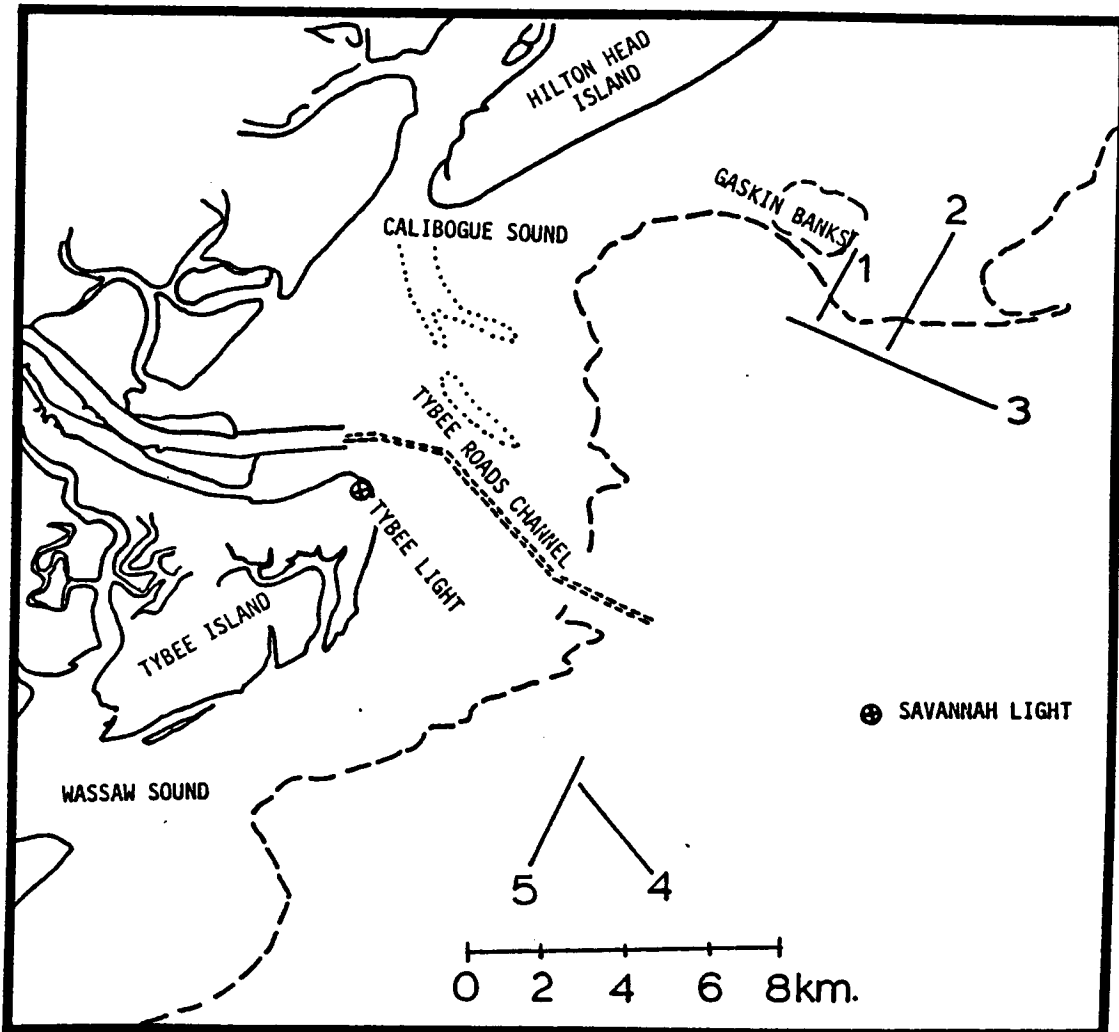 HILTON HEAD
ISLAND
GASKIN BANKS
2
CALIBOGUE SOUND
1
3
TYBEE ROADS CHANNEL
TYBEE LIGHT
TYBEE ISLAND
SAVANNAH LIGHT
WASSAW SOUND
5
4
0 2 4 6 8km.